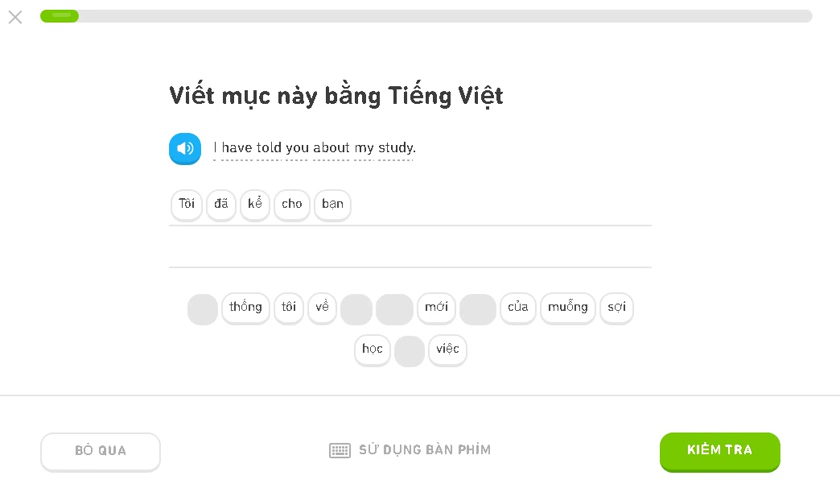 Viết mục này bằng Tiếng Việt
I have told you about my study.
Tôi đã kể cho bạn
thống tôi về mới của muỗng sợi
học việc
BỎ QUA
SỬ DỤNG BÀN PHÍM
KIỂM TRA